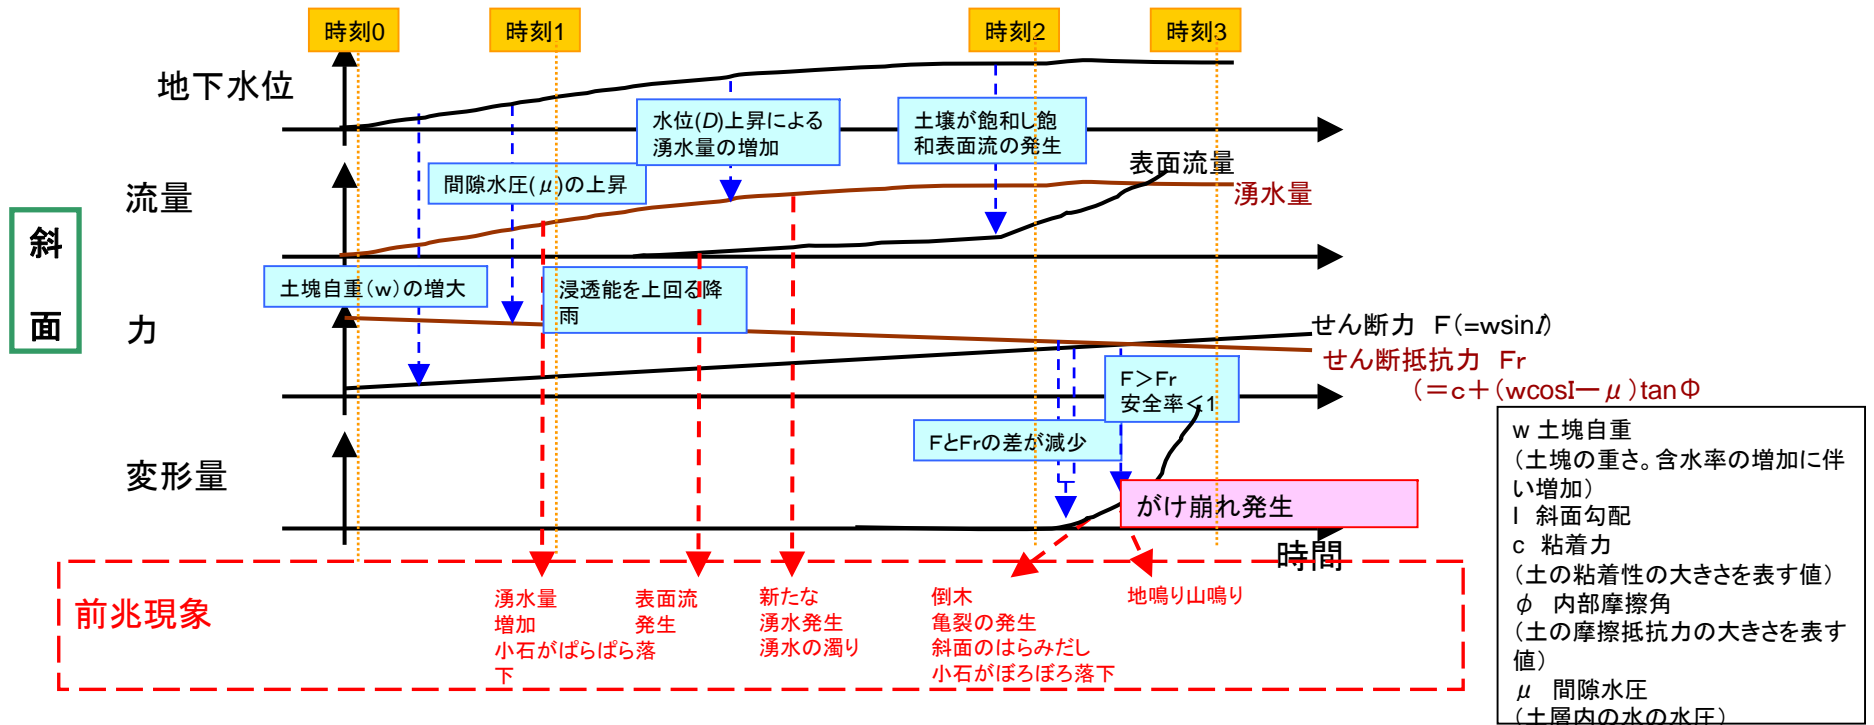 時刻0
時刻1
時刻2
時刻3
地下水位
水位(D)上昇による
湧水量の増加
土壌が飽和し飽
和表面流の発生
間隙水圧(μ)の上昇
表面流量
湧水量
流量
斜
面
土塊自重(w)の増大
浸透能を上回る降
雨
力
せん断力 F(=wsinI)
せん断抵抗力 Fr
(=c+(wcosI-μ)tanΦ
F>Fr
安全率<1
FとFrの差が減少
変形量
がけ崩れ発生
時間
前兆現象
湧水量
増加
小石がぱらぱら落
下
表面流
発生
新たな
湧水発生
湧水の濁り
倒木
亀裂の発生
斜面のはらみだし
小石がぼろぼろ落下
地鳴り山鳴り
w 土塊自重
(土塊の重さ。含水率の増加に伴
い増加)
I 斜面勾配
c 粘着力
(土の粘着性の大きさを表す値)
φ 内部摩擦角
(土の摩擦抵抗力の大きさを表す
値)
μ 間隙水圧
(土層内の水の水圧)